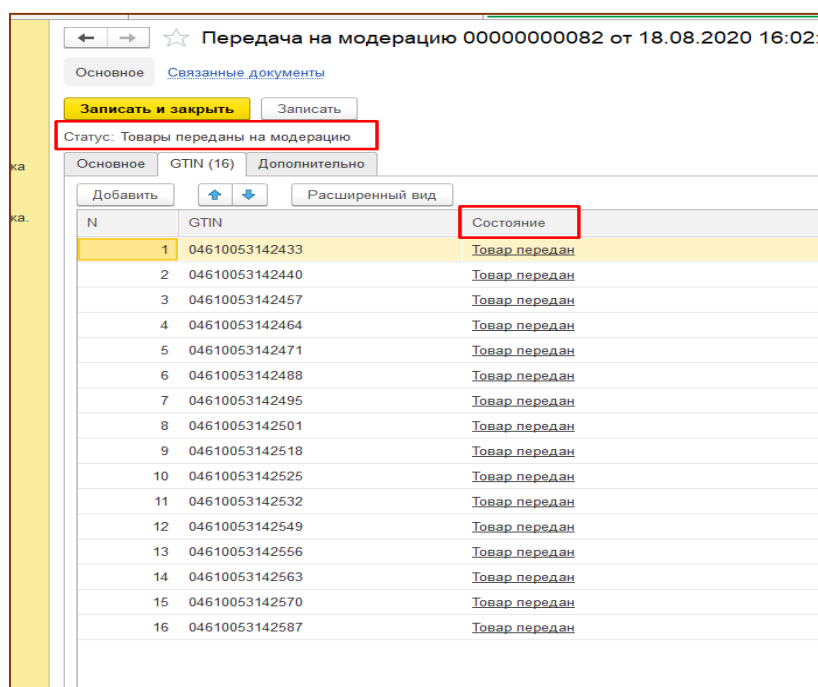 Передача на модерацию 00000000082 от 18.08.2020 16:02:
Основное Связанные документы
Записать и закрыть Записать
Статус: Товары переданы на модерацию
ка
Основное GTIN (16) Дополнительно
Добавить Расширенный вид
ка.
N GTIN Состояние
1 04610053142433 Товар передан
2 04610053142440 Товар передан
3 04610053142457 Товар передан
4 04610053142464 Товар передан
5 04610053142471 Товар передан
6 04610053142488 Товар передан
7 04610053142495 Товар передан
8 04610053142501 Товар передан
9 04610053142518 Товар передан
10 04610053142525 Товар передан
11 04610053142532 Товар передан
12 04610053142549 Товар передан
13 04610053142556 Товар передан
14 04610053142563 Товар передан
15 04610053142570 Товар передан
16 04610053142587 Товар передан